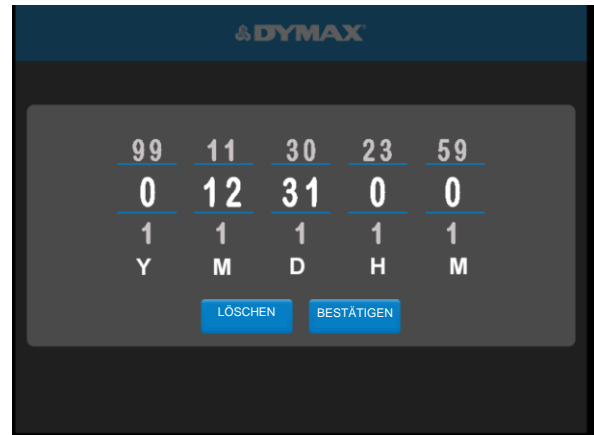 DYMAX
99 11 30 23 59
0 12 31 0 0
1 1 1 1 1
Y M D H M
LÖSCHEN BESTÄTIGEN